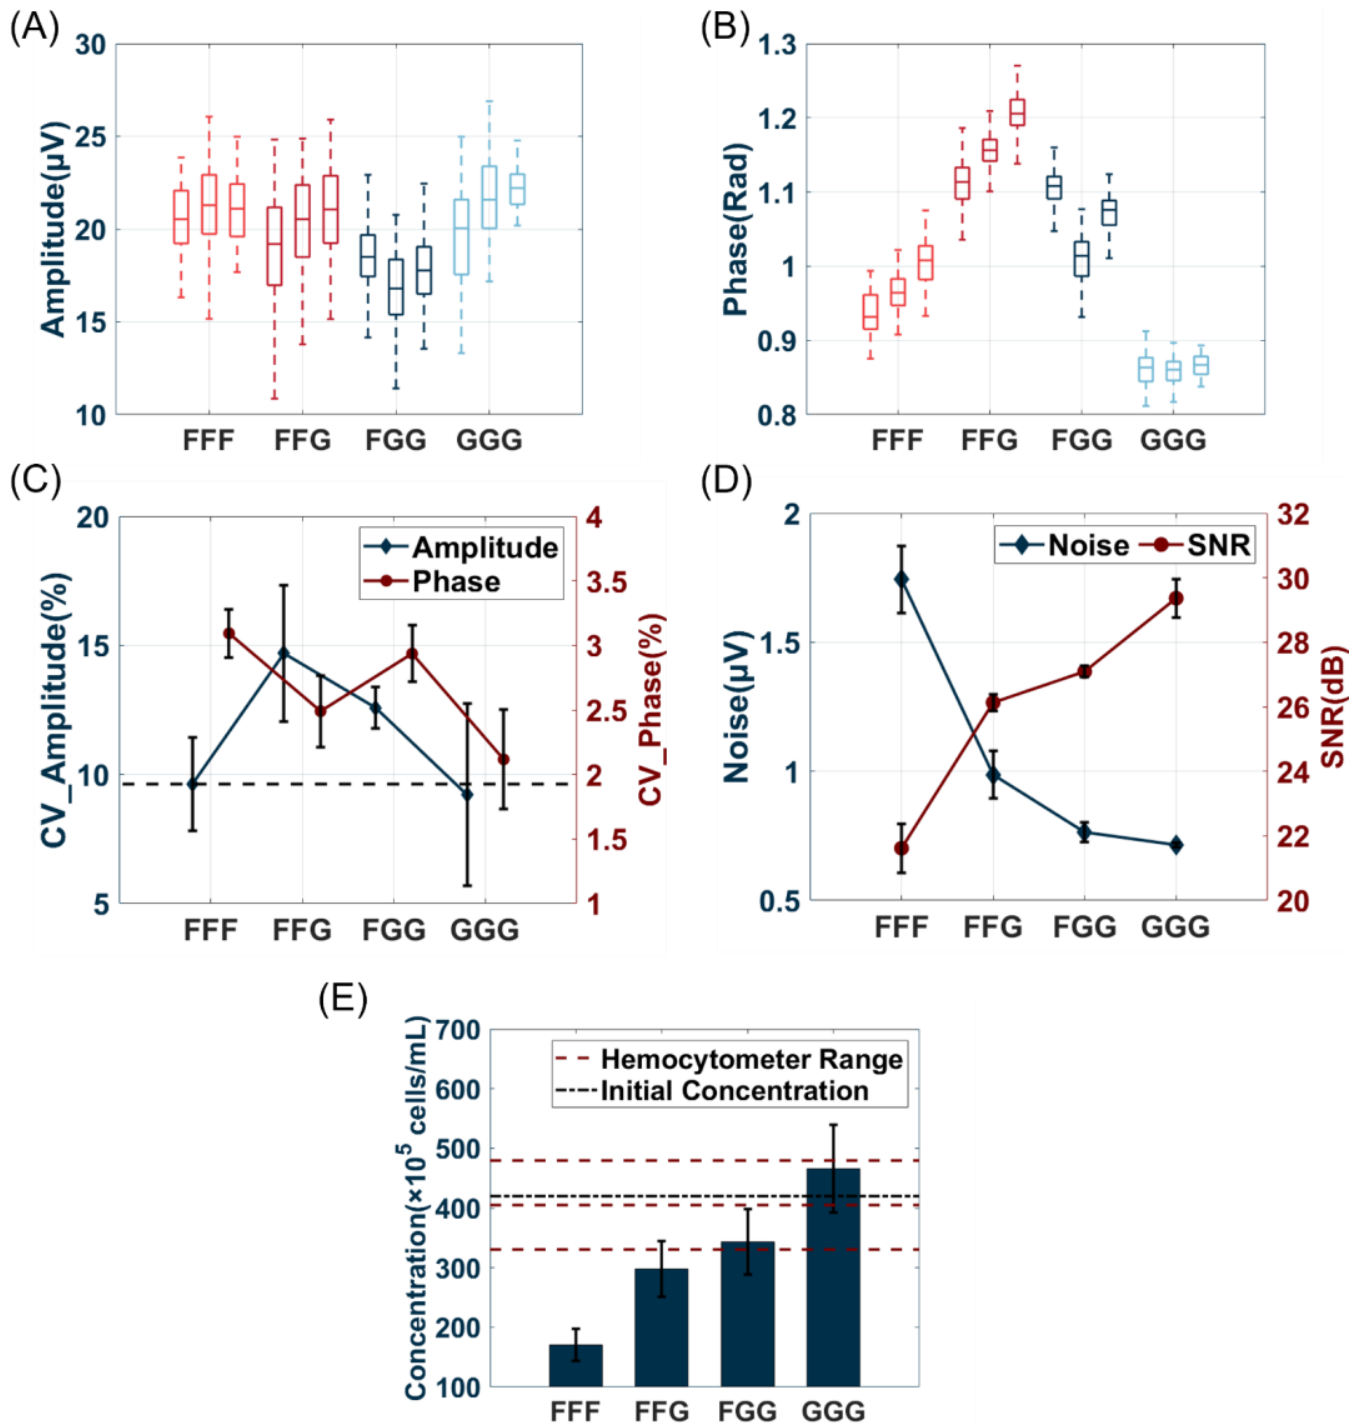 (A)
30
25
20
15
10
Amplitude(µV)
FFF FFG FGG GGG
(B)
1.3
1.2
1.1
1
0.9
0.8
Phase(Rad)
FFF FFG FGG GGG
(C)
20
15
10
5
CV_Amplitude(%)
Amplitude
Phase
4
3.5
3
2.5
2
1.5
1
CV_Phase(%)
FFF FFG FGG GGG
(D)
2
1.5
1
0.5
Noise(µV)
Noise SNR
32
30
28
26
24
22
20
SNR(dB)
FFF FFG FGG GGG
(E)
700
600
500
400
300
200
100
Concentration(×10⁵ cells/mL)
Hemocytometer Range
Initial Concentration
FFF FFG FGG GGG